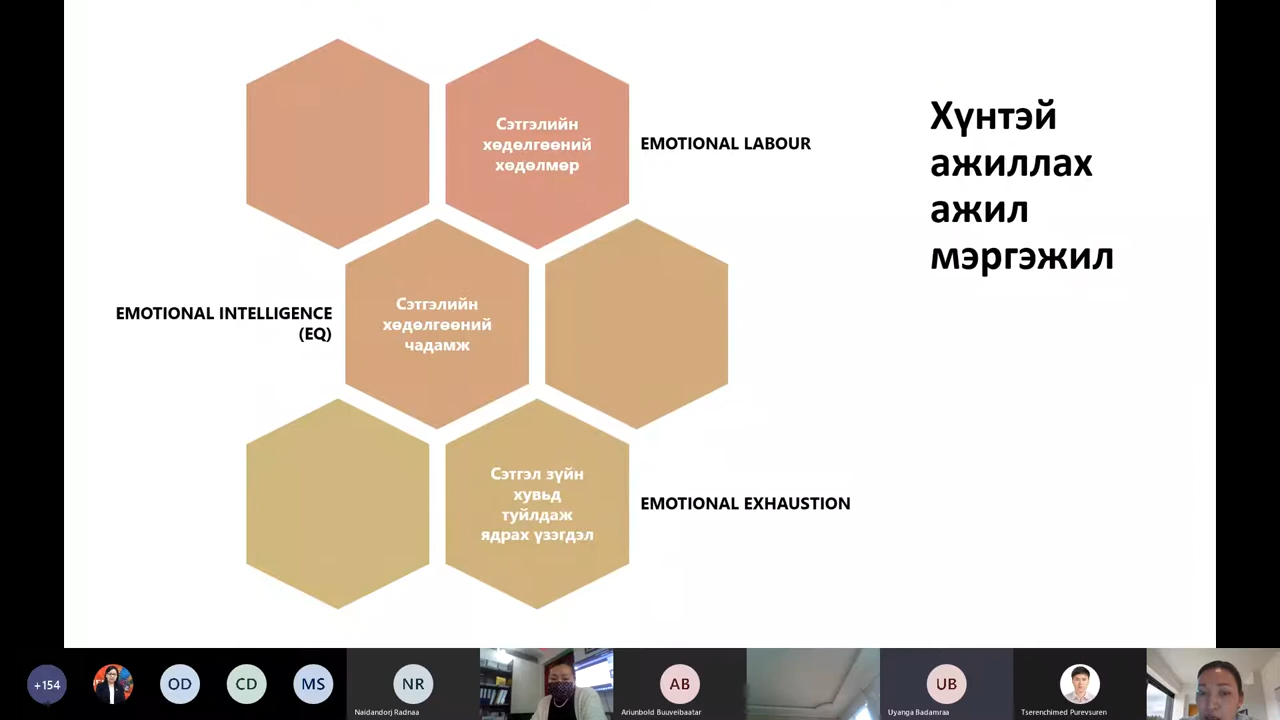 Хүнтэй
ажиллах
ажил
мэргэжил
Сэтгэлийн
хөдөлгөөний
хөдөлмөр
EMOTIONAL LABOUR
EMOTIONAL INTELLIGENCE
(EQ)
Сэтгэлийн
хөдөлгөөний
чадамж
Сэтгэл зүйн
хувьд
туйлдаж
ядрах үзэгдэл
EMOTIONAL EXHAUSTION
+154
OD
CD
MS
NR
Naidandorj Radnaa
AB
Ariunbold Buuveibaatar
UB
Uyanga Badamraa
Tserenchimed Purevsuren